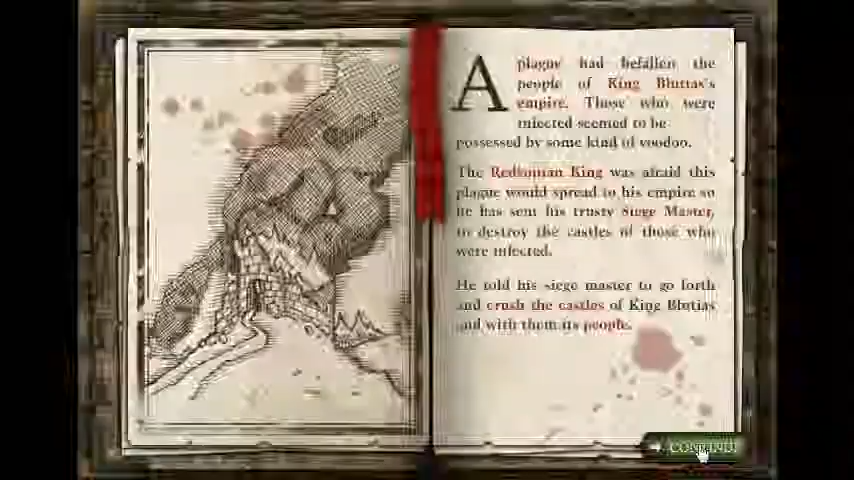 A plague had befallen the
people of King Bluttas's
empire. Those who were
infected seemed to be
possessed by some kind of voodoo.
The Redlonian King was afraid this
plague would spread to his empire so
he has sent his trusty Siege Master,
to destroy the castles of those who
were infected.
He told his siege master to go forth
and crush the castles of King Blutias
and with them its people.
CONTINUE